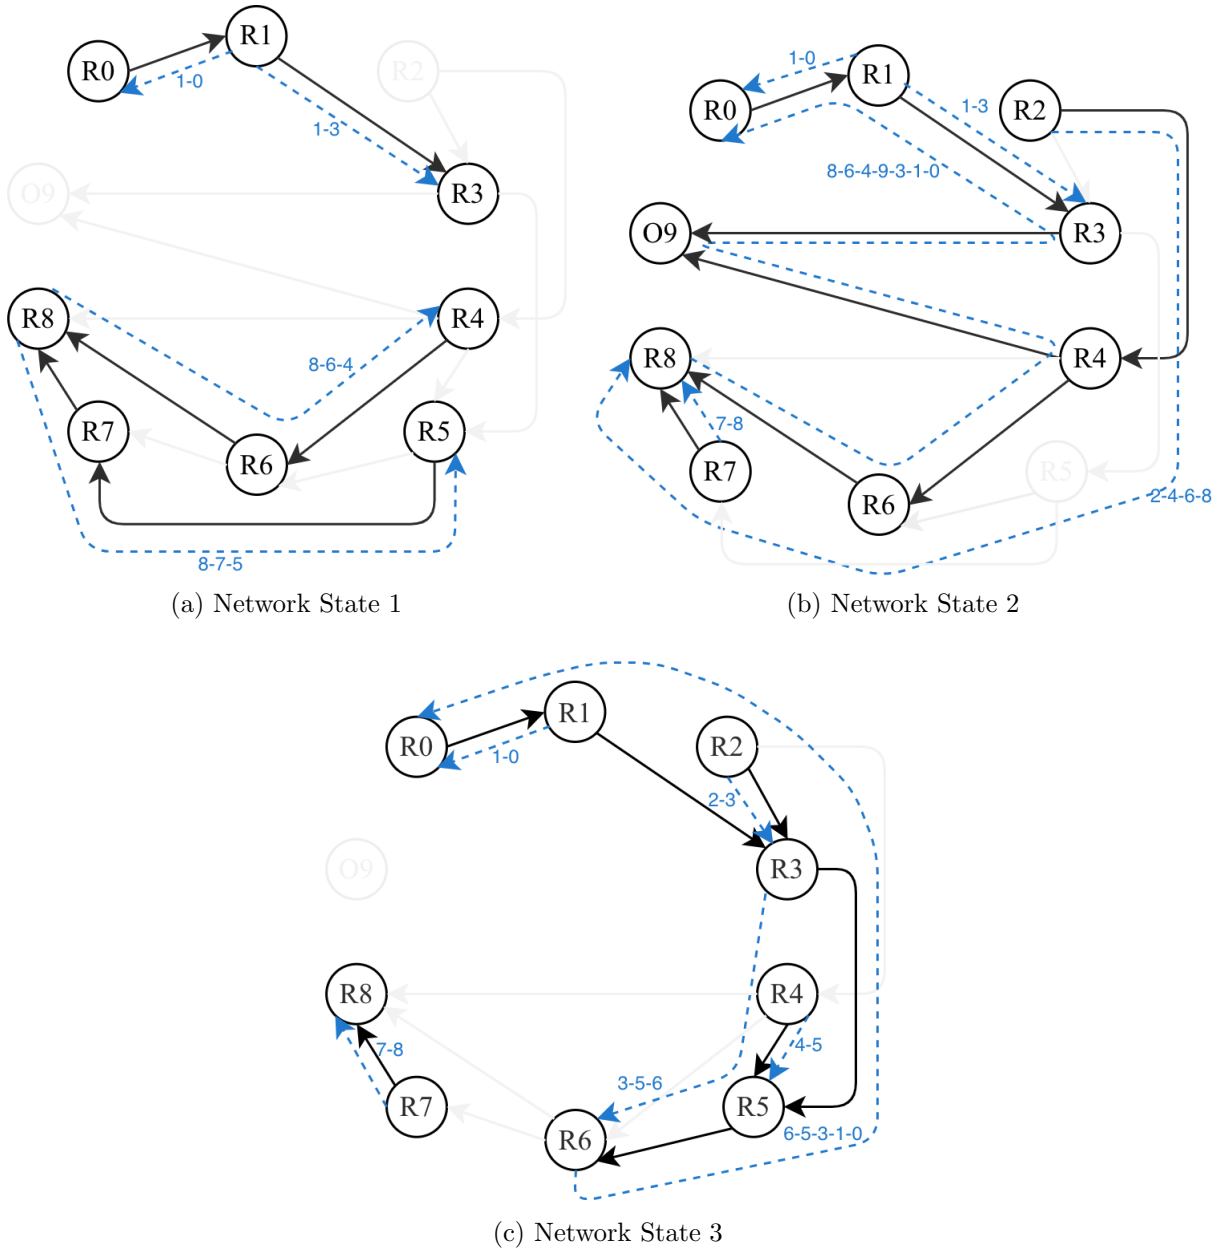 R0
R1
R2
1-0
1-3
O9
R3
R8
R4
8-6-4
R7
R6
R5
8-7-5
(a) Network State 1
1-0
R0
R1
R2
1-3
8-6-4-9-3-1-0
O9
R3
R8
R4
7-8
R7
R6
R5
2-4-6-8
(b) Network State 2
R0
R1
R2
1-0
2-3
O9
R3
R8
R4
7-8
4-5
3-5-6
R7
R6
R5
6-5-3-1-0
(c) Network State 3